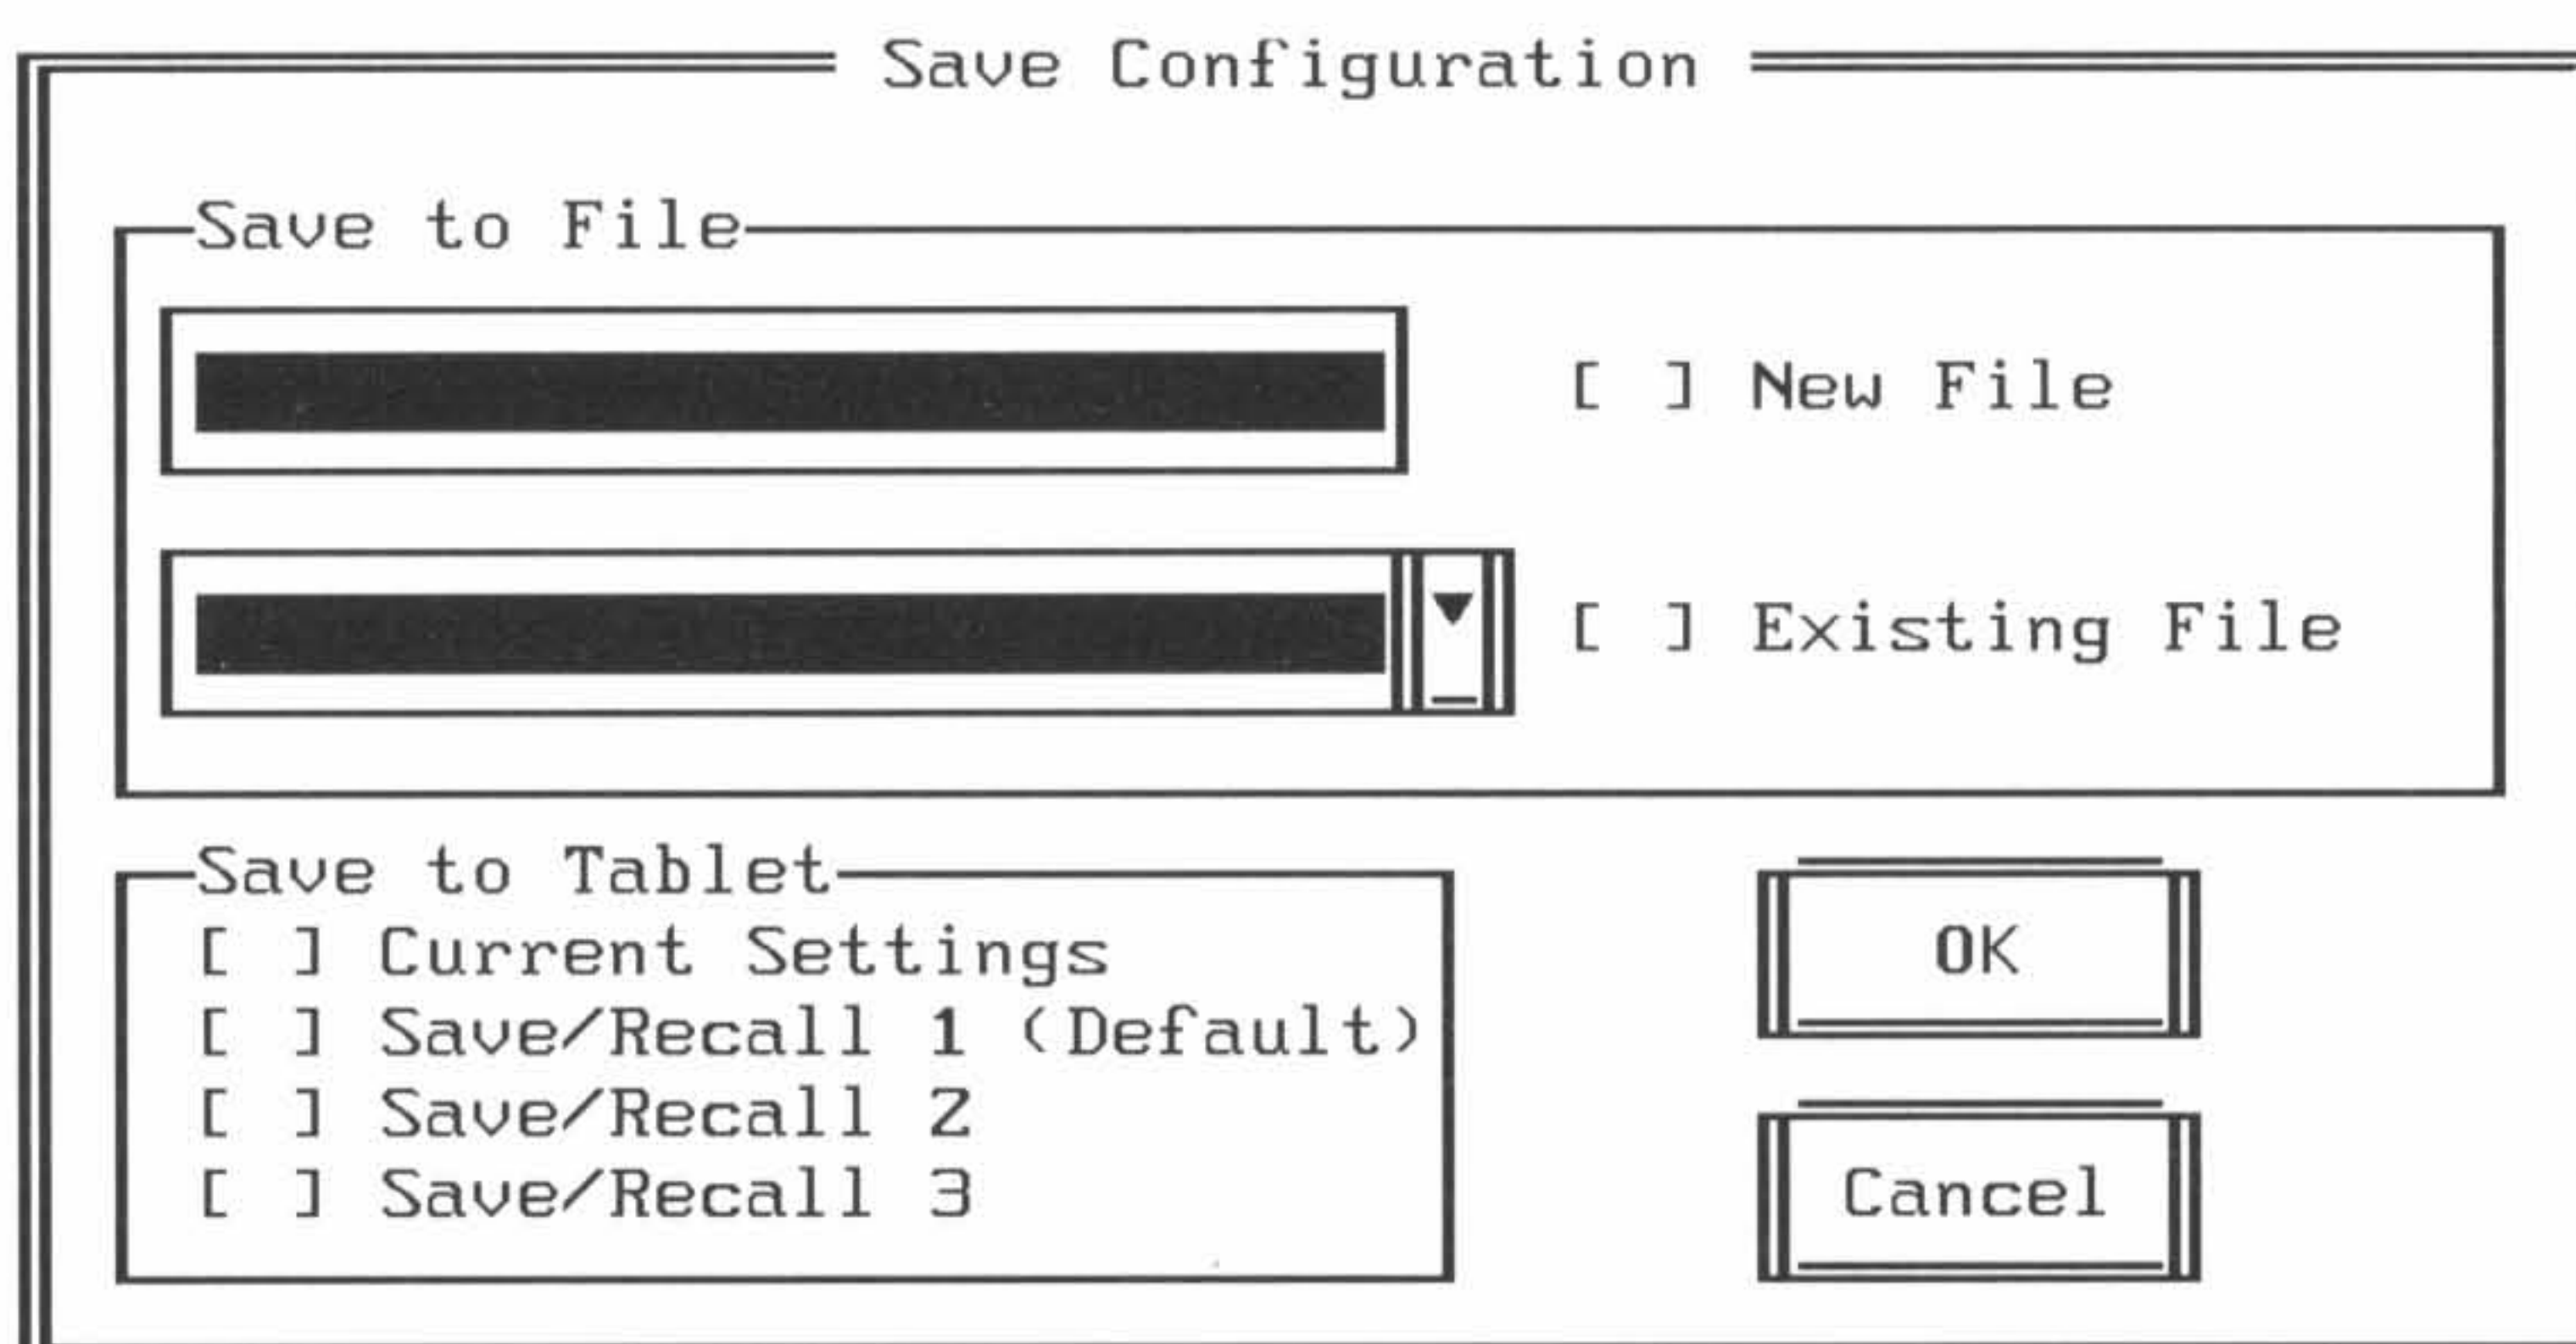 Save Configuration
Save to File
[ ] New File
[ ] Existing File
Save to Tablet
[ ] Current Settings
[ ] Save/Recall 1 (Default)
[ ] Save/Recall 2
[ ] Save/Recall 3
OK
Cancel